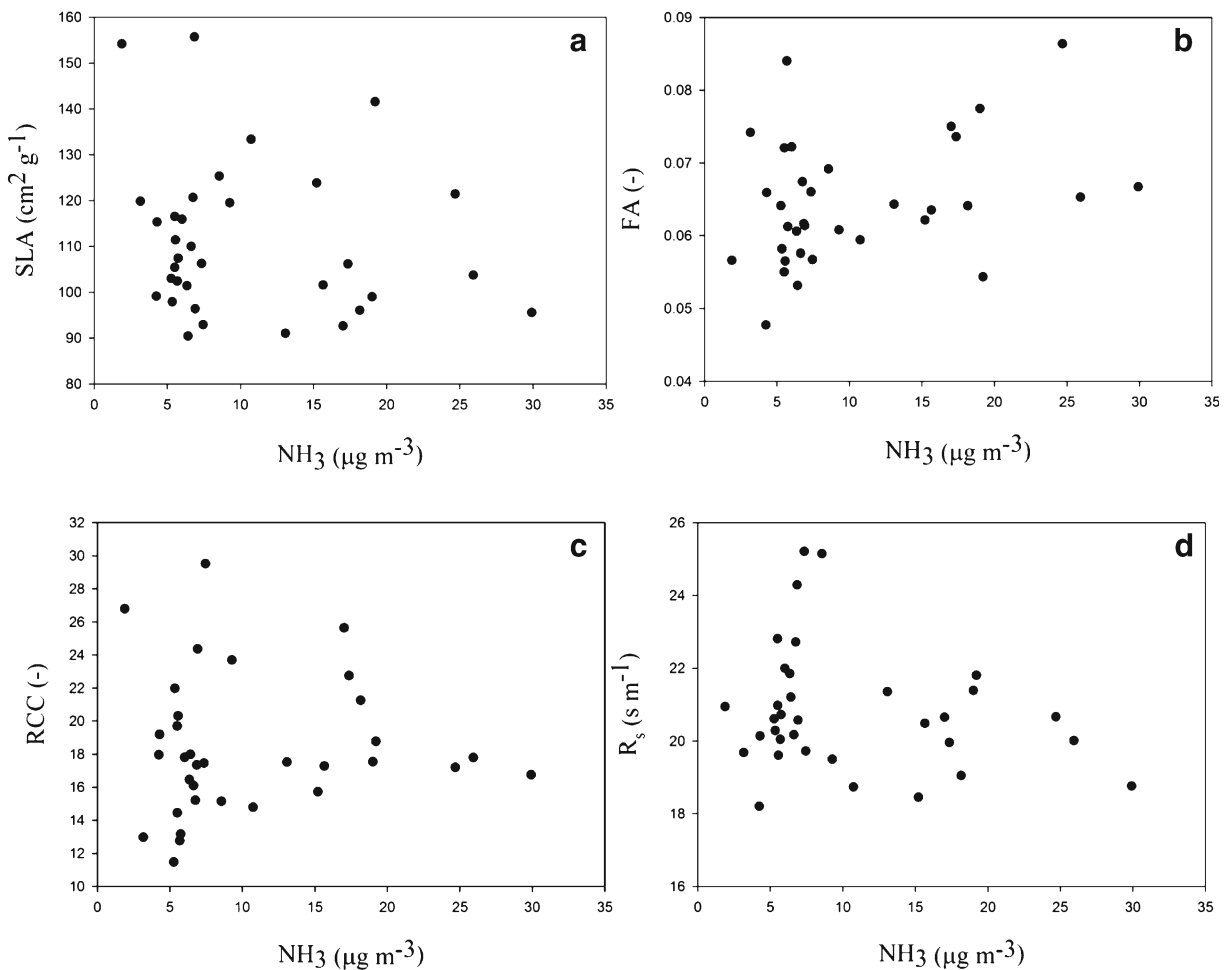 a
160
150
140
130
120
110
100
90
80
SLA (cm² g⁻¹)
0 5 10 15 20 25 30 35
NH₃ (µg m⁻³)
b
0.09
0.08
0.07
0.06
0.05
0.04
FA (-)
0 5 10 15 20 25 30 35
NH₃ (µg m⁻³)
c
32
30
28
26
24
22
20
18
16
14
12
10
RCC (-)
0 5 10 15 20 25 30 35
NH₃ (µg m⁻³)
d
26
24
22
20
18
16
Rₛ (s m⁻¹)
0 5 10 15 20 25 30 35
NH₃ (µg m⁻³)